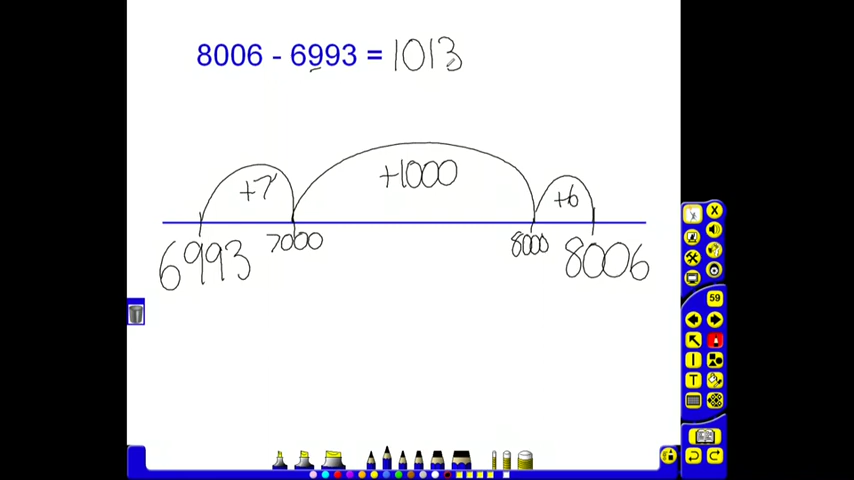 8006 - 6993 = 1013
+7 +1000 +6
6993 7000 8000 8006
59
T